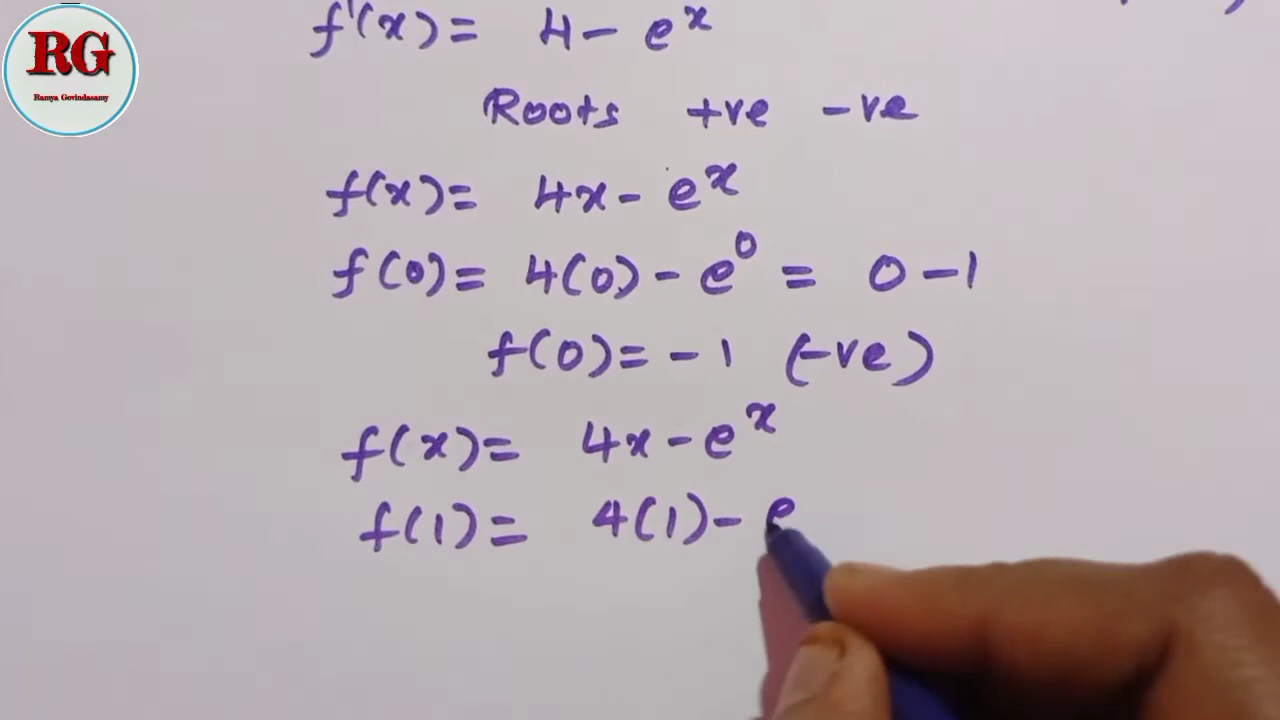 RG
Ramya Govindasamy
f'(x) = 4 - e^x
Roots +ve -ve
f(x) = 4x - e^x
f(0) = 4(0) - e^0 = 0 - 1
f(0) = -1 (-ve)
f(x) = 4x - e^x
f(1) = 4(1) - e